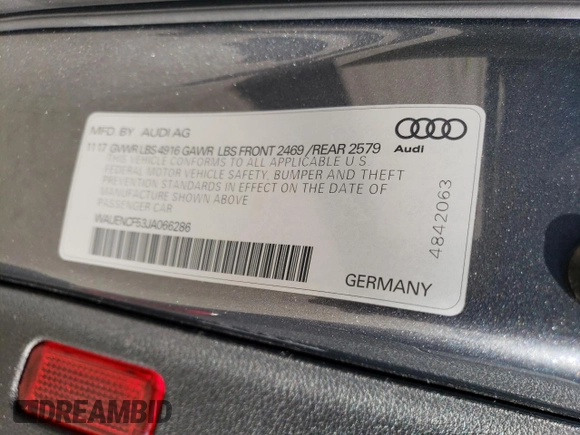 MFD BY AUDI AG
11 17 GVWR LBS 4916 GAWR LBS FRONT 2469 /REAR 2579
THIS VEHICLE CONFORMS TO ALL APPLICABLE U S
FEDERAL MOTOR VEHICLE SAFETY, BUMPER AND THEFT
PREVENTION STANDARDS IN EFFECT ON THE DATE OF
MANUFACTURE SHOWN ABOVE
PASSENGER CAR
WAUENCF53JA066286
Audi
4842063
GERMANY
DREAMBID